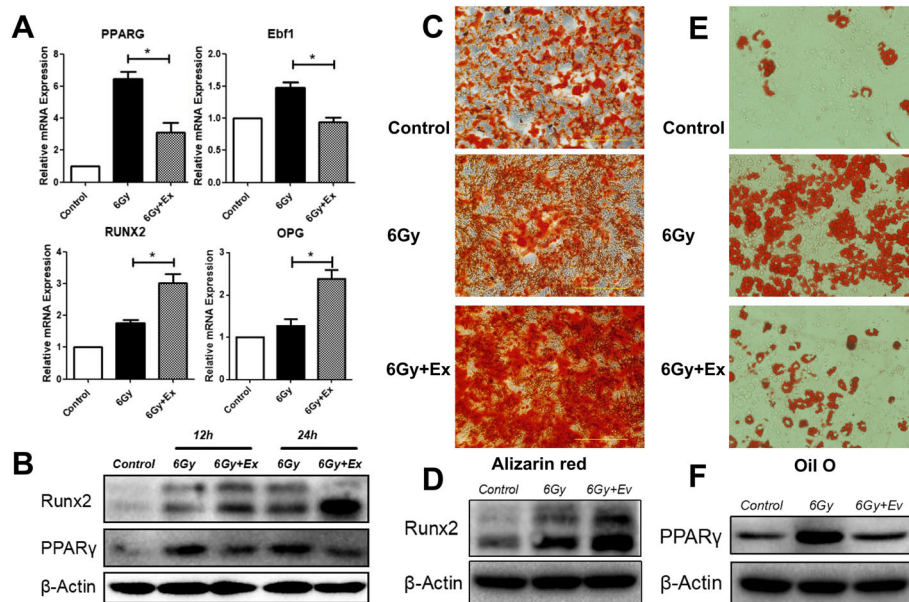 A
PPARG
Relative mRNA Expression
8
6
4
2
0
Control
6Gy
6Gy+Ex
*
Ebf1
Relative mRNA Expression
2.0
1.5
1.0
0.5
0.0
Control
6Gy
6Gy+Ex
*
RUNX2
Relative mRNA Expression
4
3
2
1
0
Control
6Gy
6Gy+Ex
*
OPG
Relative mRNA Expression
3
2
1
0
Control
6Gy
6Gy+Ex
*
B
12h
24h
Control
6Gy
6Gy+Ex
6Gy
6Gy+Ex
Runx2
PPARγ
β-Actin
C
Control
6Gy
6Gy+Ex
Alizarin red
D
Control
6Gy
6Gy+Ev
Runx2
β-Actin
E
Control
6Gy
6Gy+Ex
Oil O
F
Control
6Gy
6Gy+Ev
PPARγ
β-Actin